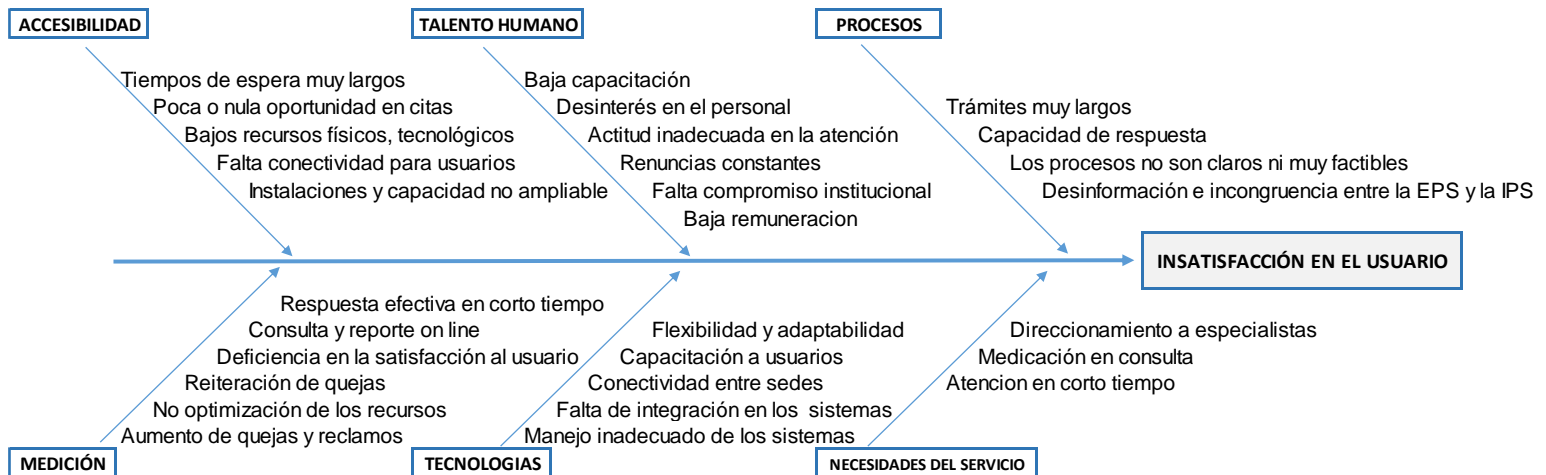 ACCESIBILIDAD
Tiempos de espera muy largos
Poca o nula oportunidad en citas
Bajos recursos físicos, tecnológicos
Falta conectividad para usuarios
Instalaciones y capacidad no ampliable
TALENTO HUMANO
Baja capacitación
Desinterés en el personal
Actitud inadecuada en la atención
Renuncias constantes
Falta compromiso institucional
Baja remuneracion
PROCESOS
Trámites muy largos
Capacidad de respuesta
Los procesos no son claros ni muy factibles
Desinformación e incongruencia entre la EPS y la IPS
INSATISFACCIÓN EN EL USUARIO
Respuesta efectiva en corto tiempo
Consulta y reporte on line
Deficiencia en la satisfacción al usuario
Reiteración de quejas
No optimización de los recursos
Aumento de quejas y reclamos
MEDICIÓN
Flexibilidad y adaptabilidad
Capacitación a usuarios
Conectividad entre sedes
Falta de integración en los sistemas
Manejo inadecuado de los sistemas
TECNOLOGIAS
Direccionamiento a especialistas
Medicación en consulta
Atencion en corto tiempo
NECESIDADES DEL SERVICIO